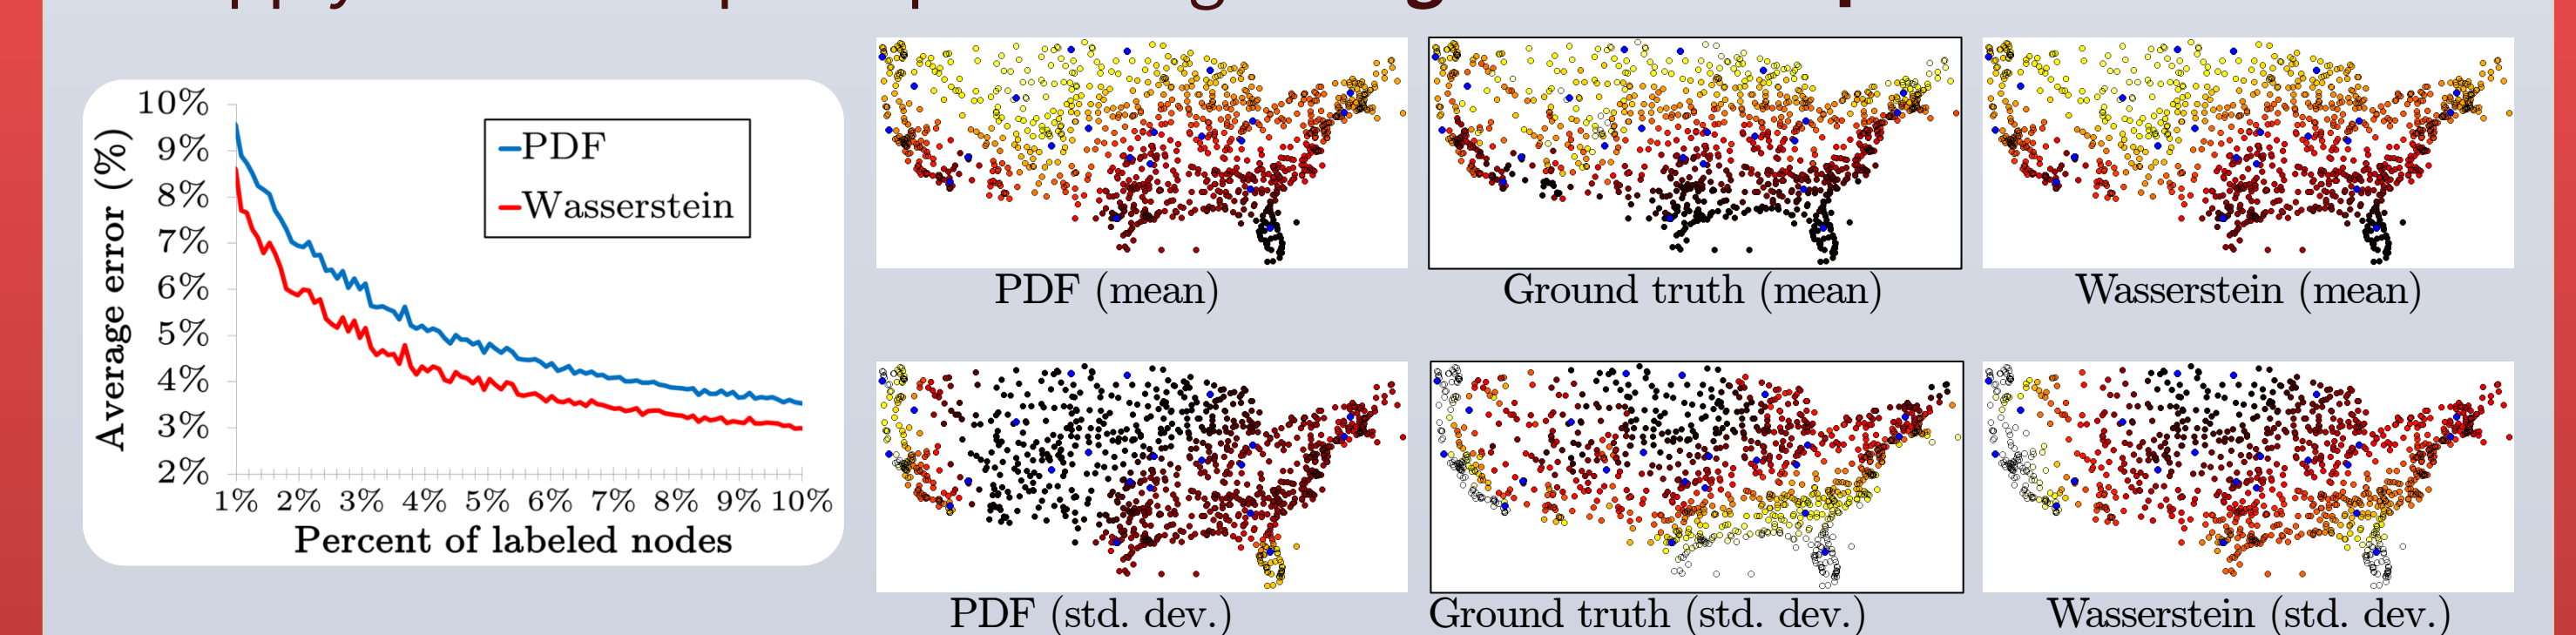 10%
9%
8%
7%
6%
5%
4%
3%
2%
Average error (%)
PDF
Wasserstein
1% 2% 3% 4% 5% 6% 7% 8% 9% 10%
Percent of labeled nodes
PDF (mean)
Ground truth (mean)
Wasserstein (mean)
PDF (std. dev.)
Ground truth (std. dev.)
Wasserstein (std. dev.)